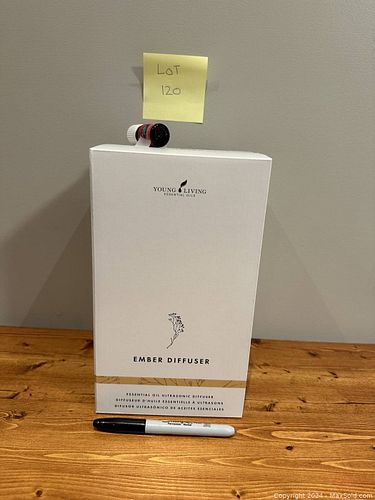 LOT
120
YOUNG LIVING
ESSENTIAL OILS
EMBER DIFFUSER
ESSENTIAL OIL ULTRASONIC DIFFUSER
DIFFUSEUR D'HUILE ESSENTIELLE À ULTRASONS
DIFUSOR ULTRASÓNICO DE ACEITES ESENCIALES
Copyright 2024 - MaxSold.com